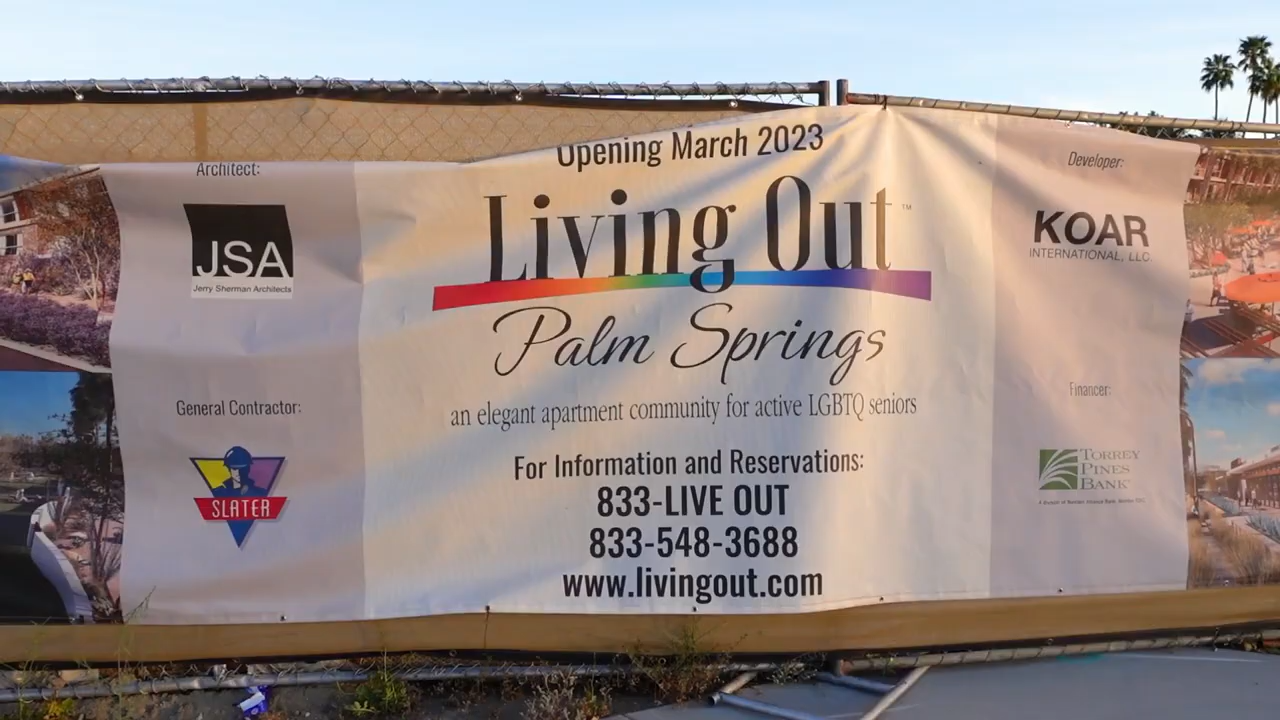 Opening March 2023
Architect:
JSA
Jerry Sherman Architects
General Contractor:
SLATER
Living Out™
Palm Springs
an elegant apartment community for active LGBTQ seniors
For Information and Reservations:
833-LIVE OUT
833-548-3688
www.livingout.com
Developer:
KOAR
INTERNATIONAL, LLC.
Financer:
TORREY
PINES
BANK